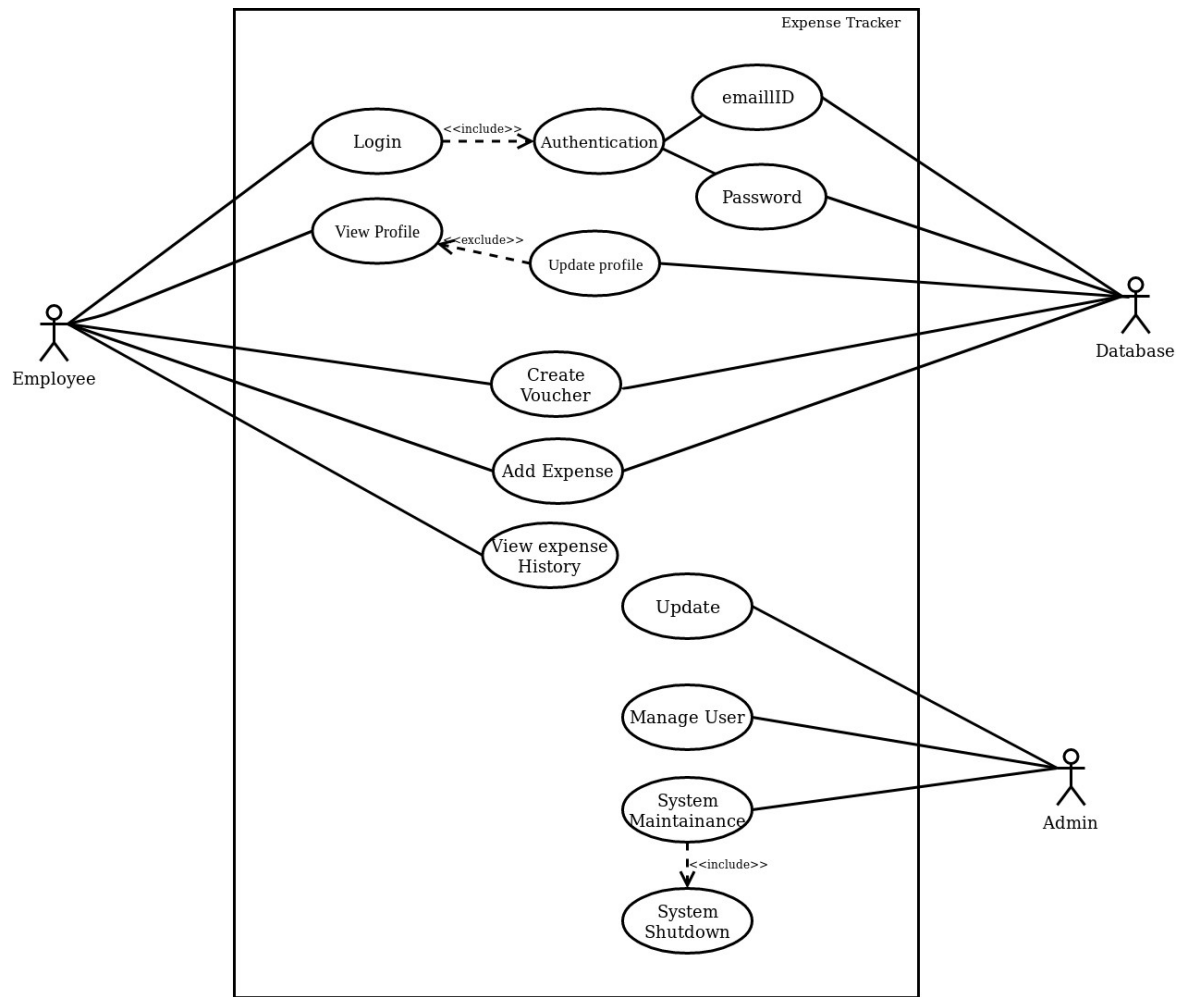 Expense Tracker
emaillID
<<include>>
Login
Authentication
Password
View Profile
<<exclude>>
Update profile
Employee
Database
Create
Voucher
Add Expense
View expense
History
Update
Manage User
System
Maintainance
Admin
<<include>>
System
Shutdown